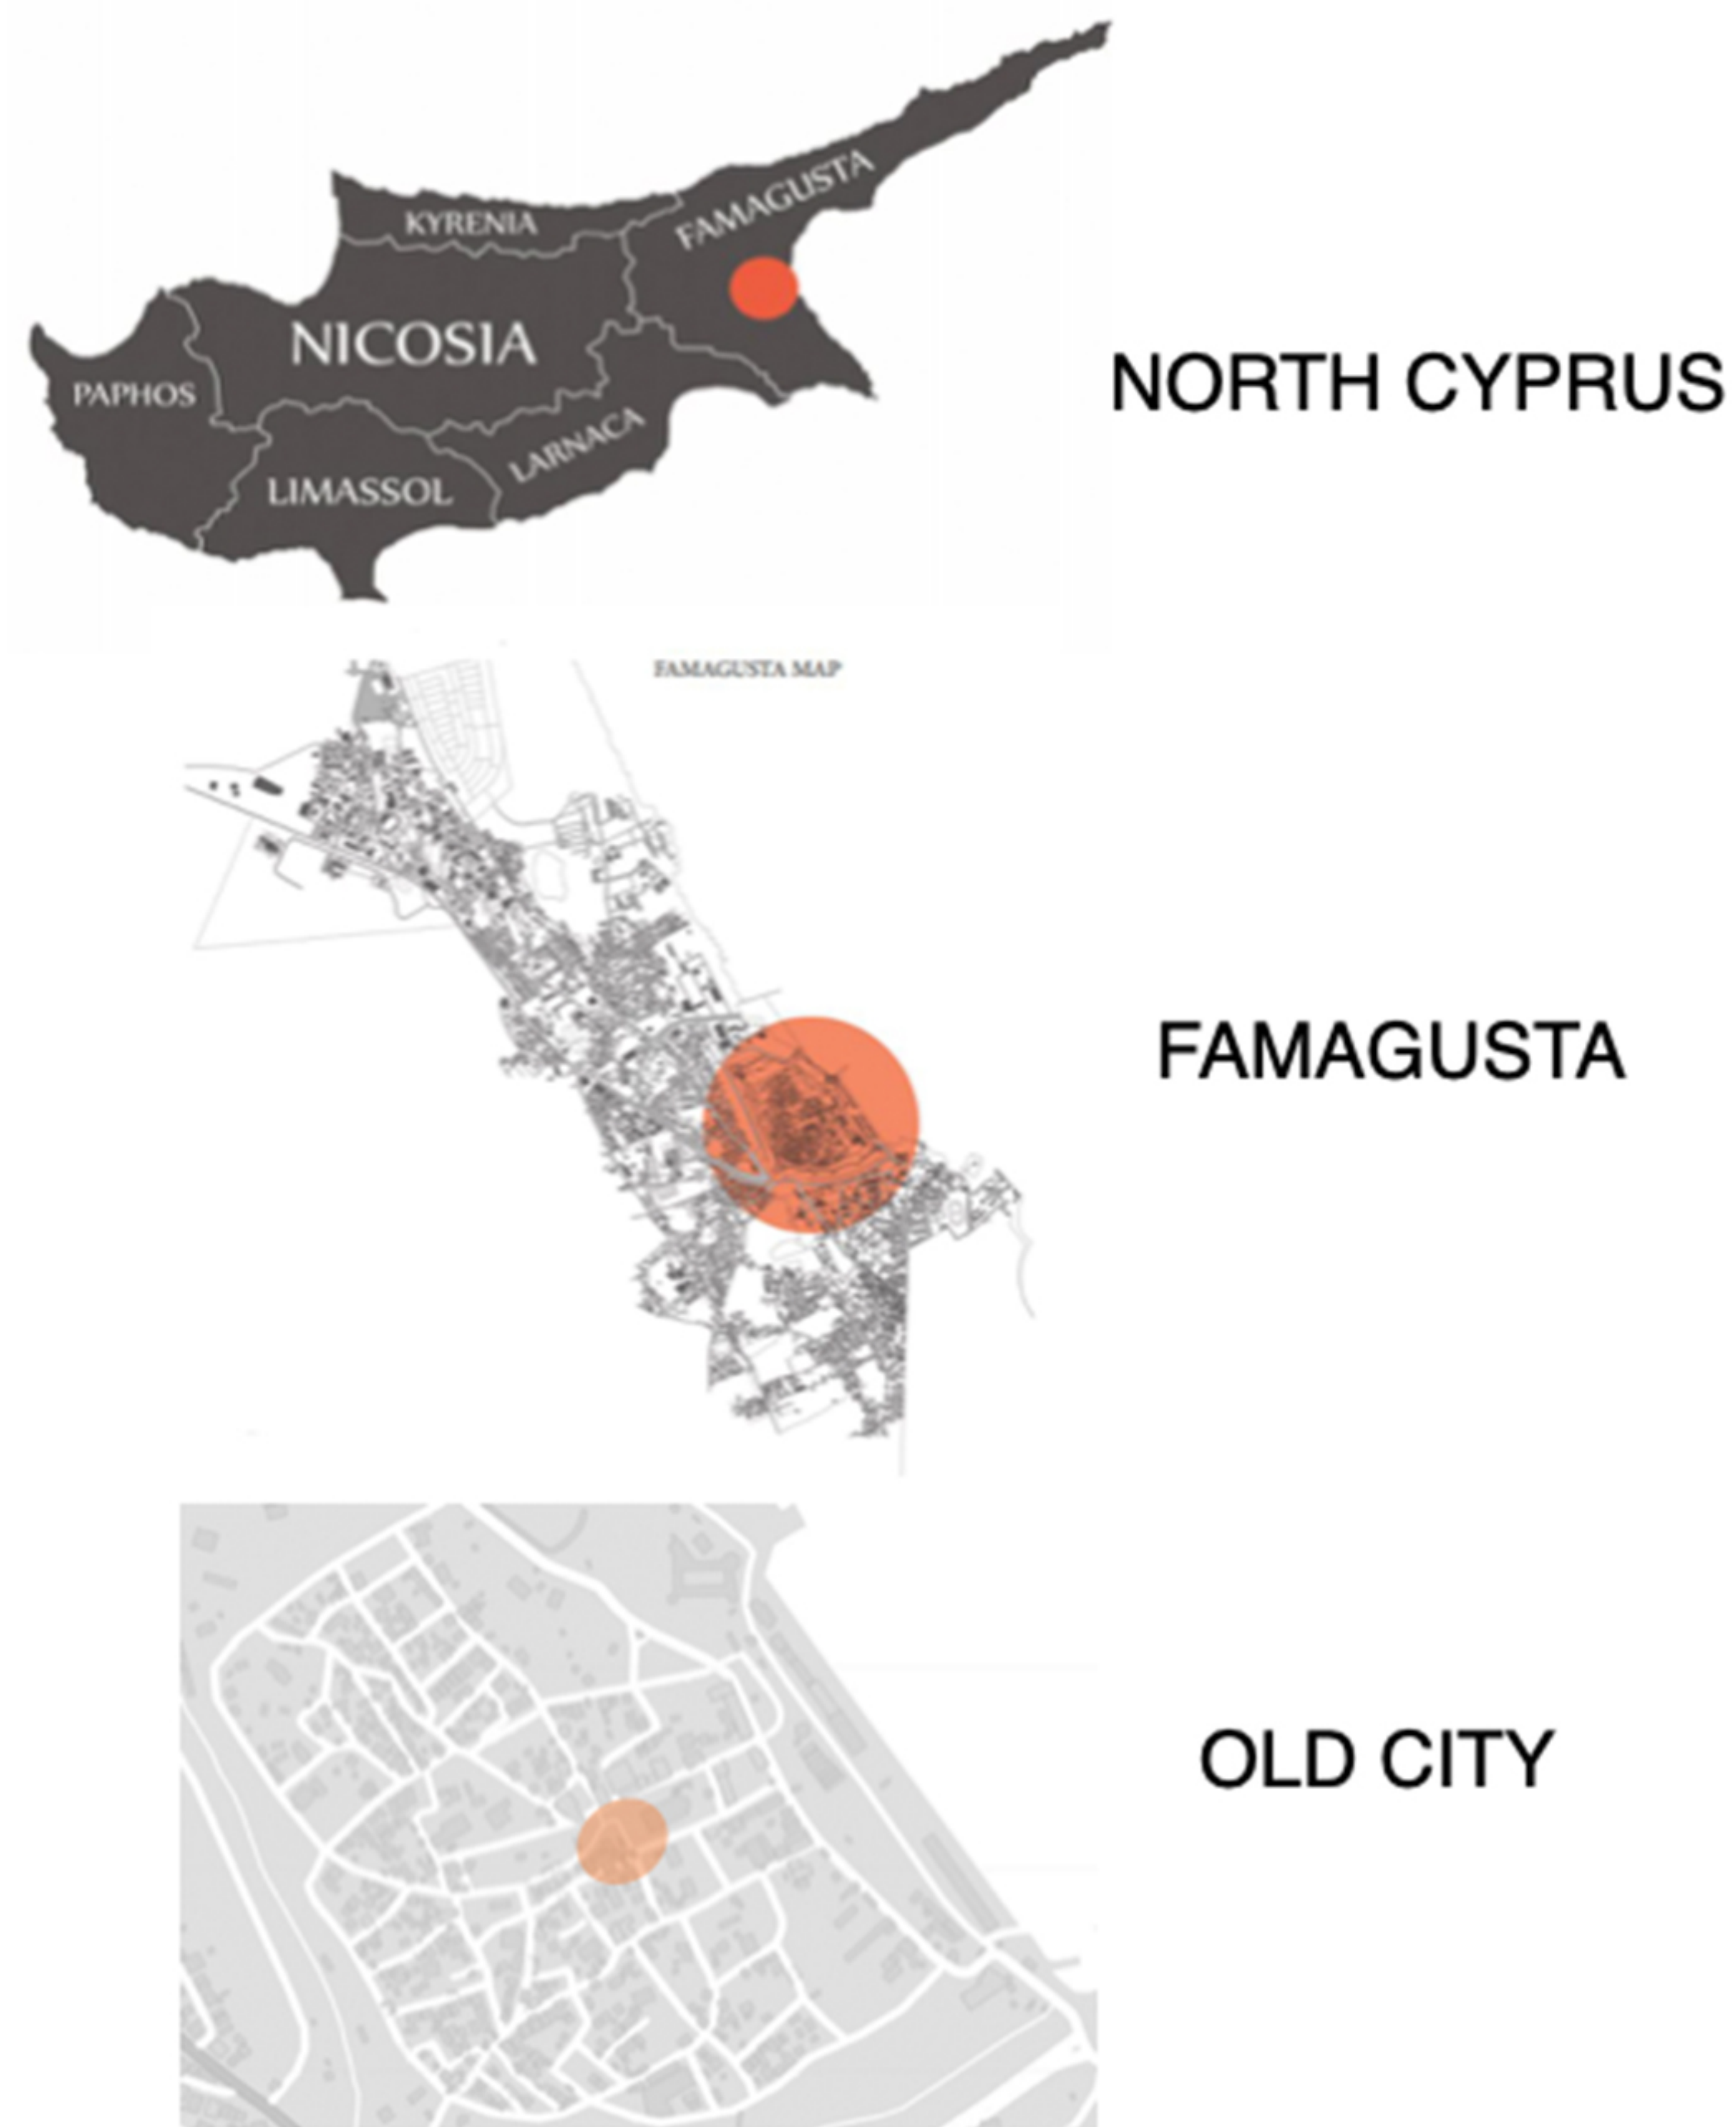 FAMAGUSTA
KYRENIA
NICOSIA
NORTH CYPRUS
PAPHOS
LARNACA
LIMASSOL
FAMAGUSTA MAP
FAMAGUSTA
OLD CITY